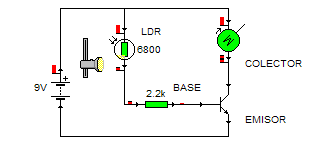 LDR
6800
9V
+
COLECTOR
2.2k
BASE
EMISOR